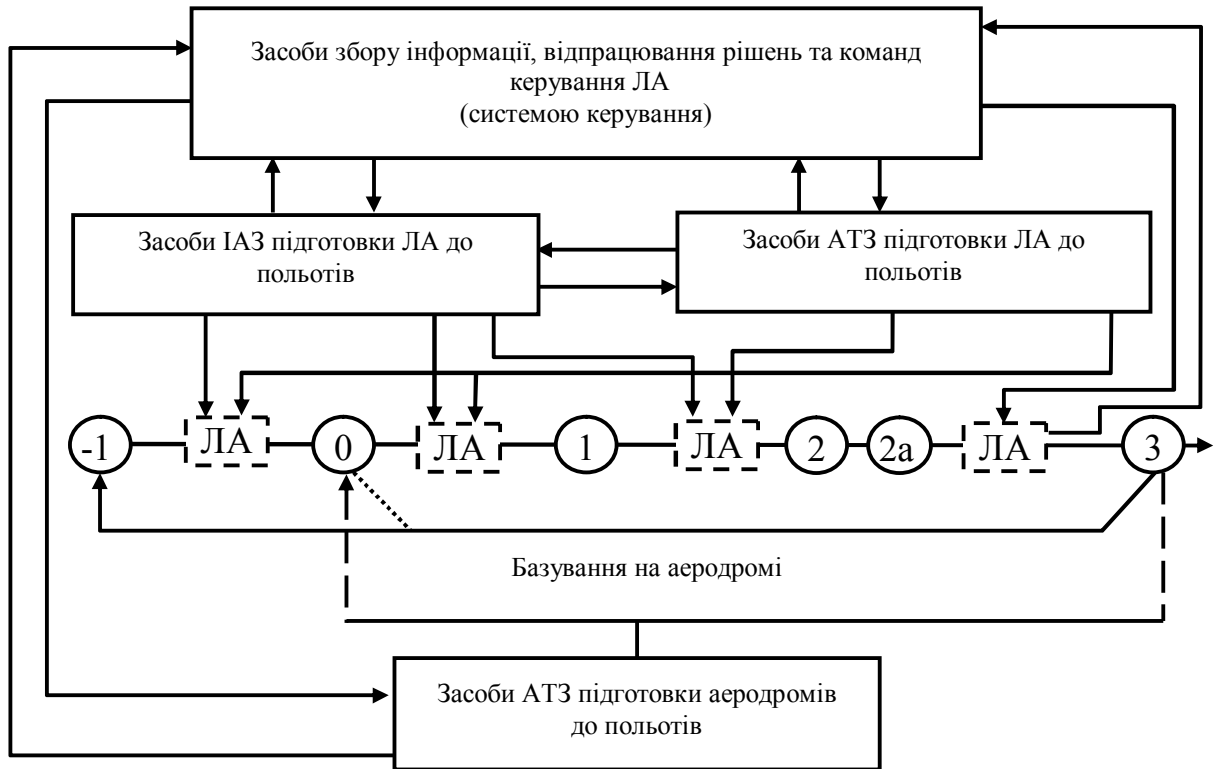 Засоби збору інформації, відпрацювання рішень та команд
керування ЛА
(системою керування)
Засоби ІАЗ підготовки ЛА до
польотів
Засоби АТЗ підготовки ЛА до
польотів
-1
ЛА
0
ЛА
1
ЛА
2
2а
ЛА
3
Базування на аеродромі
Засоби АТЗ підготовки аеродромів
до польотів